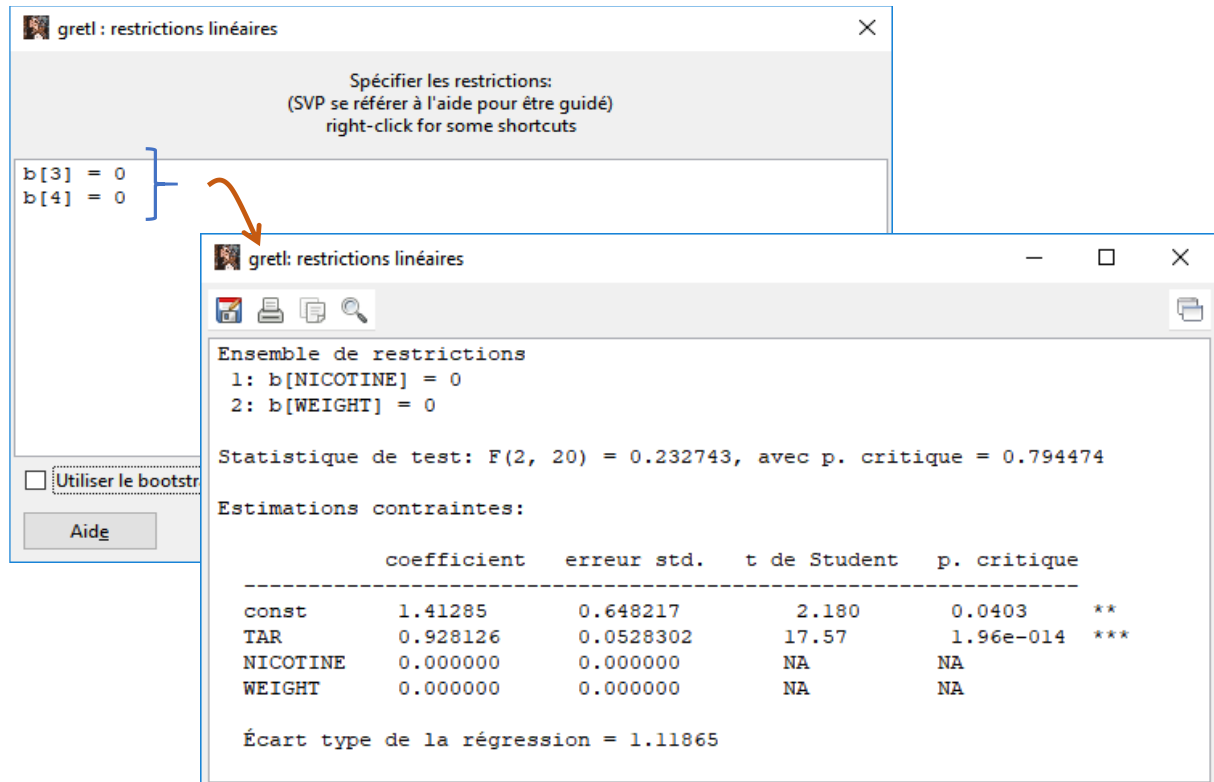 gretl : restrictions linéaires
Spécifier les restrictions:
(SVP se référer à l'aide pour être guidé)
right-click for some shortcuts
b[3] = 0
b[4] = 0
Utiliser le bootstr
Aide
gretl: restrictions linéaires
Ensemble de restrictions
1: b[NICOTINE] = 0
2: b[WEIGHT] = 0
Statistique de test: F(2, 20) = 0.232743, avec p. critique = 0.794474
Estimations contraintes:
coefficient erreur std. t de Student p. critique
---------------------------------------------------------------
const 1.41285 0.648217 2.180 0.0403 **
TAR 0.928126 0.0528302 17.57 1.96e-014 ***
NICOTINE 0.000000 0.000000 NA NA
WEIGHT 0.000000 0.000000 NA NA
Écart type de la régression = 1.11865